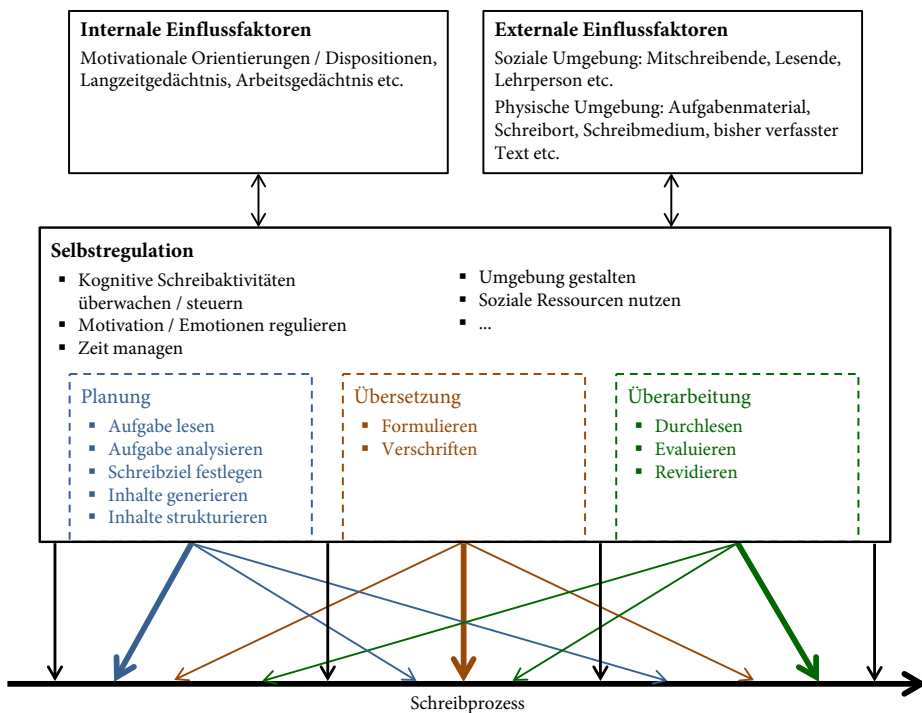 Internale Einflussfaktoren
Motivationale Orientierungen / Dispositionen,
Langzeitgedächtnis, Arbeitsgedächtnis etc.
Externale Einflussfaktoren
Soziale Umgebung: Mitschreibende, Lesende,
Lehrperson etc.
Physische Umgebung: Aufgabenmaterial,
Schreibort, Schreibmedium, bisher verfasster
Text etc.
Selbstregulation
▪ Kognitive Schreibaktivitäten
überwachen / steuern
▪ Motivation / Emotionen regulieren
▪ Zeit managen
▪ Umgebung gestalten
▪ Soziale Ressourcen nutzen
▪ ...
Planung
▪ Aufgabe lesen
▪ Aufgabe analysieren
▪ Schreibziel festlegen
▪ Inhalte generieren
▪ Inhalte strukturieren
Übersetzung
▪ Formulieren
▪ Verschriften
Überarbeitung
▪ Durchlesen
▪ Evaluieren
▪ Revidieren
Schreibprozess